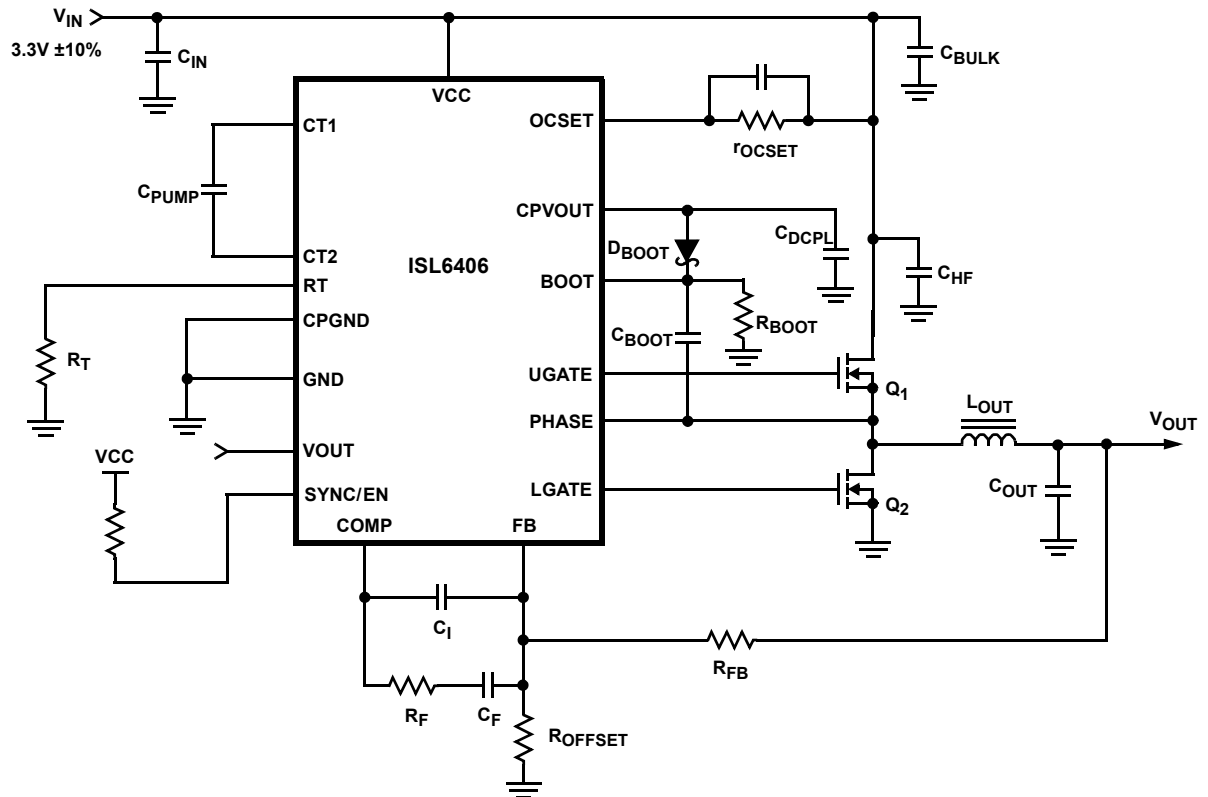 VIN
3.3V ±10%
CIN
CBULK
VCC
CT1
OCSET
rOCSET
CPUMP
CPVOUT
CDCPL
DBOOT
CT2
ISL6406
BOOT
CHF
RT
RBOOT
CBOOT
CPGND
RT
UGATE
Q1
GND
LOUT
PHASE
VOUT
VOUT
VCC
SYNC/EN
LGATE
COUT
Q2
COMP
FB
CI
RFB
RF
CF
ROFFSET